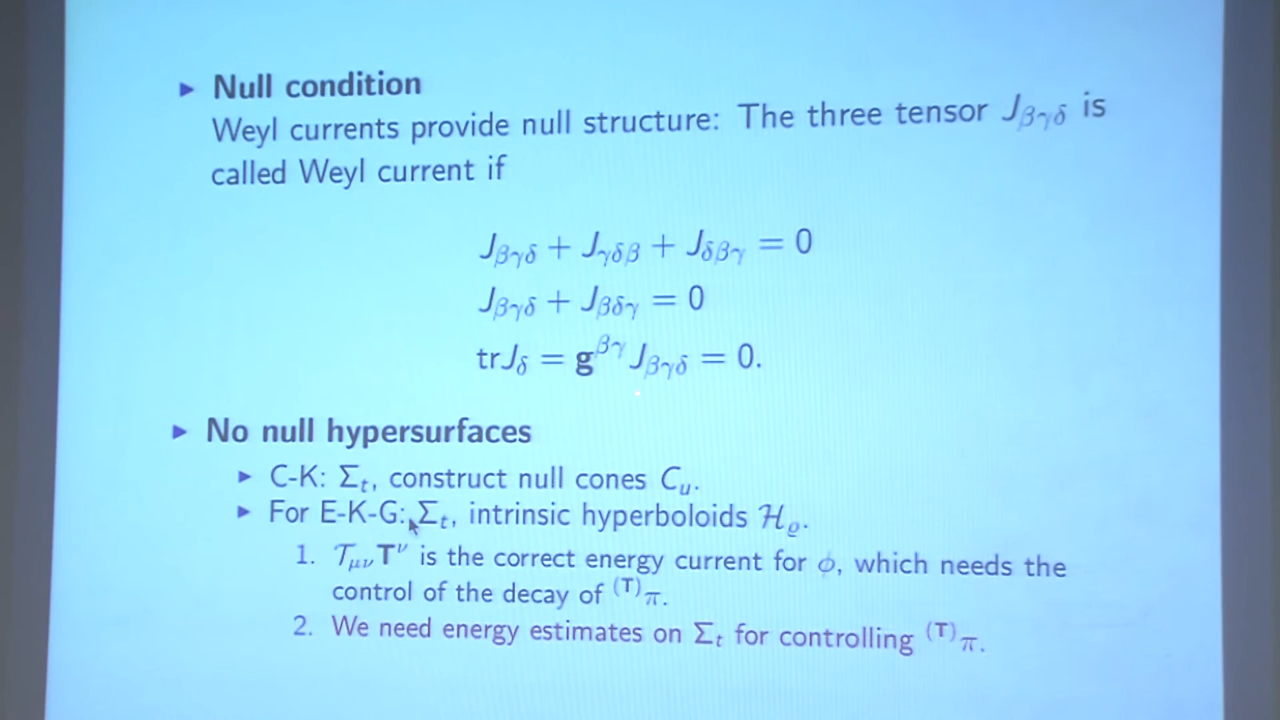 ▶ Null condition
Weyl currents provide null structure: The three tensor J_{βγδ} is
called Weyl current if
J_{βγδ} + J_{γδβ} + J_{δβγ} = 0
J_{βγδ} + J_{βδγ} = 0
trJ_δ = g^{βγ} J_{βγδ} = 0.
▶ No null hypersurfaces
▶ C-K: Σ_t, construct null cones C_u.
▶ For E-K-G: Σ_t, intrinsic hyperboloids ℋ_ϱ.
1. 𝒯_{μν}T^ν is the correct energy current for ϕ, which needs the
control of the decay of ^{(T)}π.
2. We need energy estimates on Σ_t for controlling ^{(T)}π.